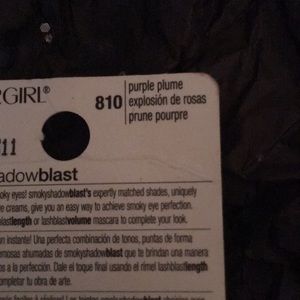 RGIRL®
810 purple plume
explosión de rosas
prune pourpre
adowblast
oky eyes! smokyshadowblast's expertly matched shades, uniquely
e creams, give you an easy way to achieve smoky eye perfection.
blastlength or lashblastvolume mascara to complete your look.
n instante! Una perfecta combinación de tonos, puntas de forma
emosas ahumadas de smokyshadowblast que te brindan una manera
os a la perfección. Dale el toque final usando el rímel lashblastlength
ompletar tu obra de arte.